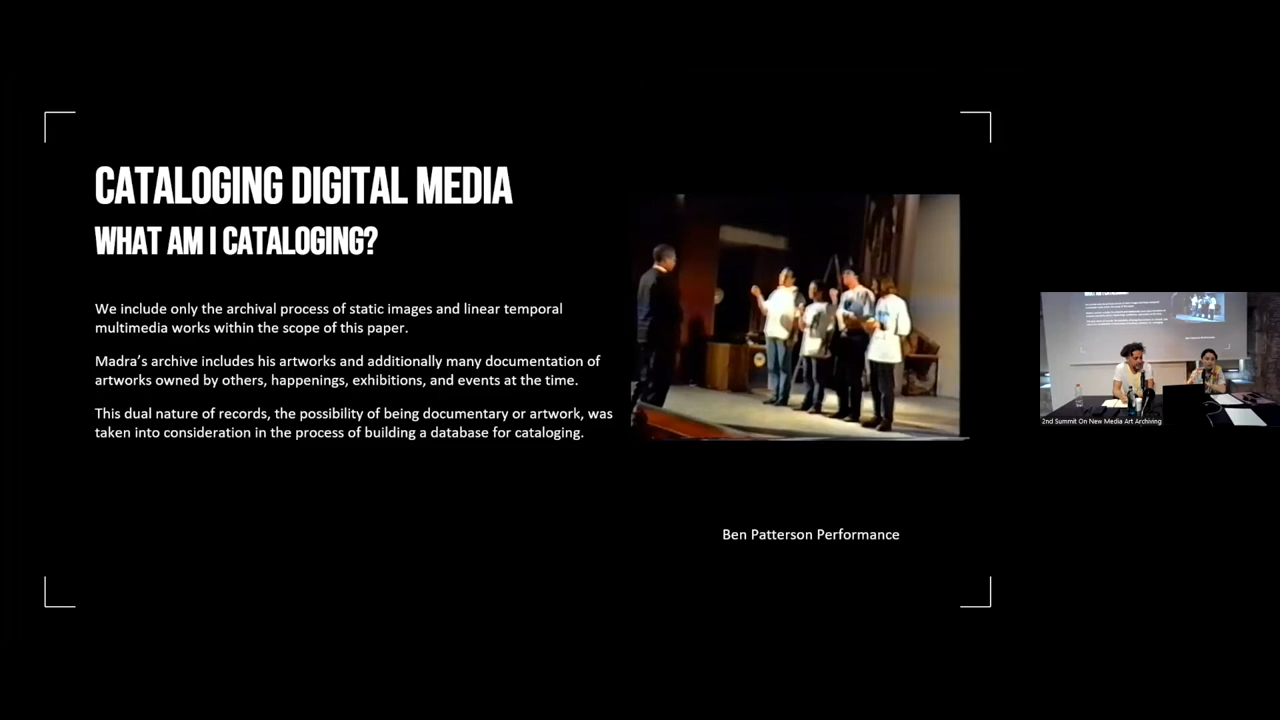 CATALOGING DIGITAL MEDIA
WHAT AM I CATALOGING?
We include only the archival process of static images and linear temporal
multimedia works within the scope of this paper.
Madra’s archive includes his artworks and additionally many documentation of
artworks owned by others, happenings, exhibitions, and events at the time.
This dual nature of records, the possibility of being documentary or artwork, was
taken into consideration in the process of building a database for cataloging.
Ben Patterson Performance
2nd Summit On New Media Art Archiving